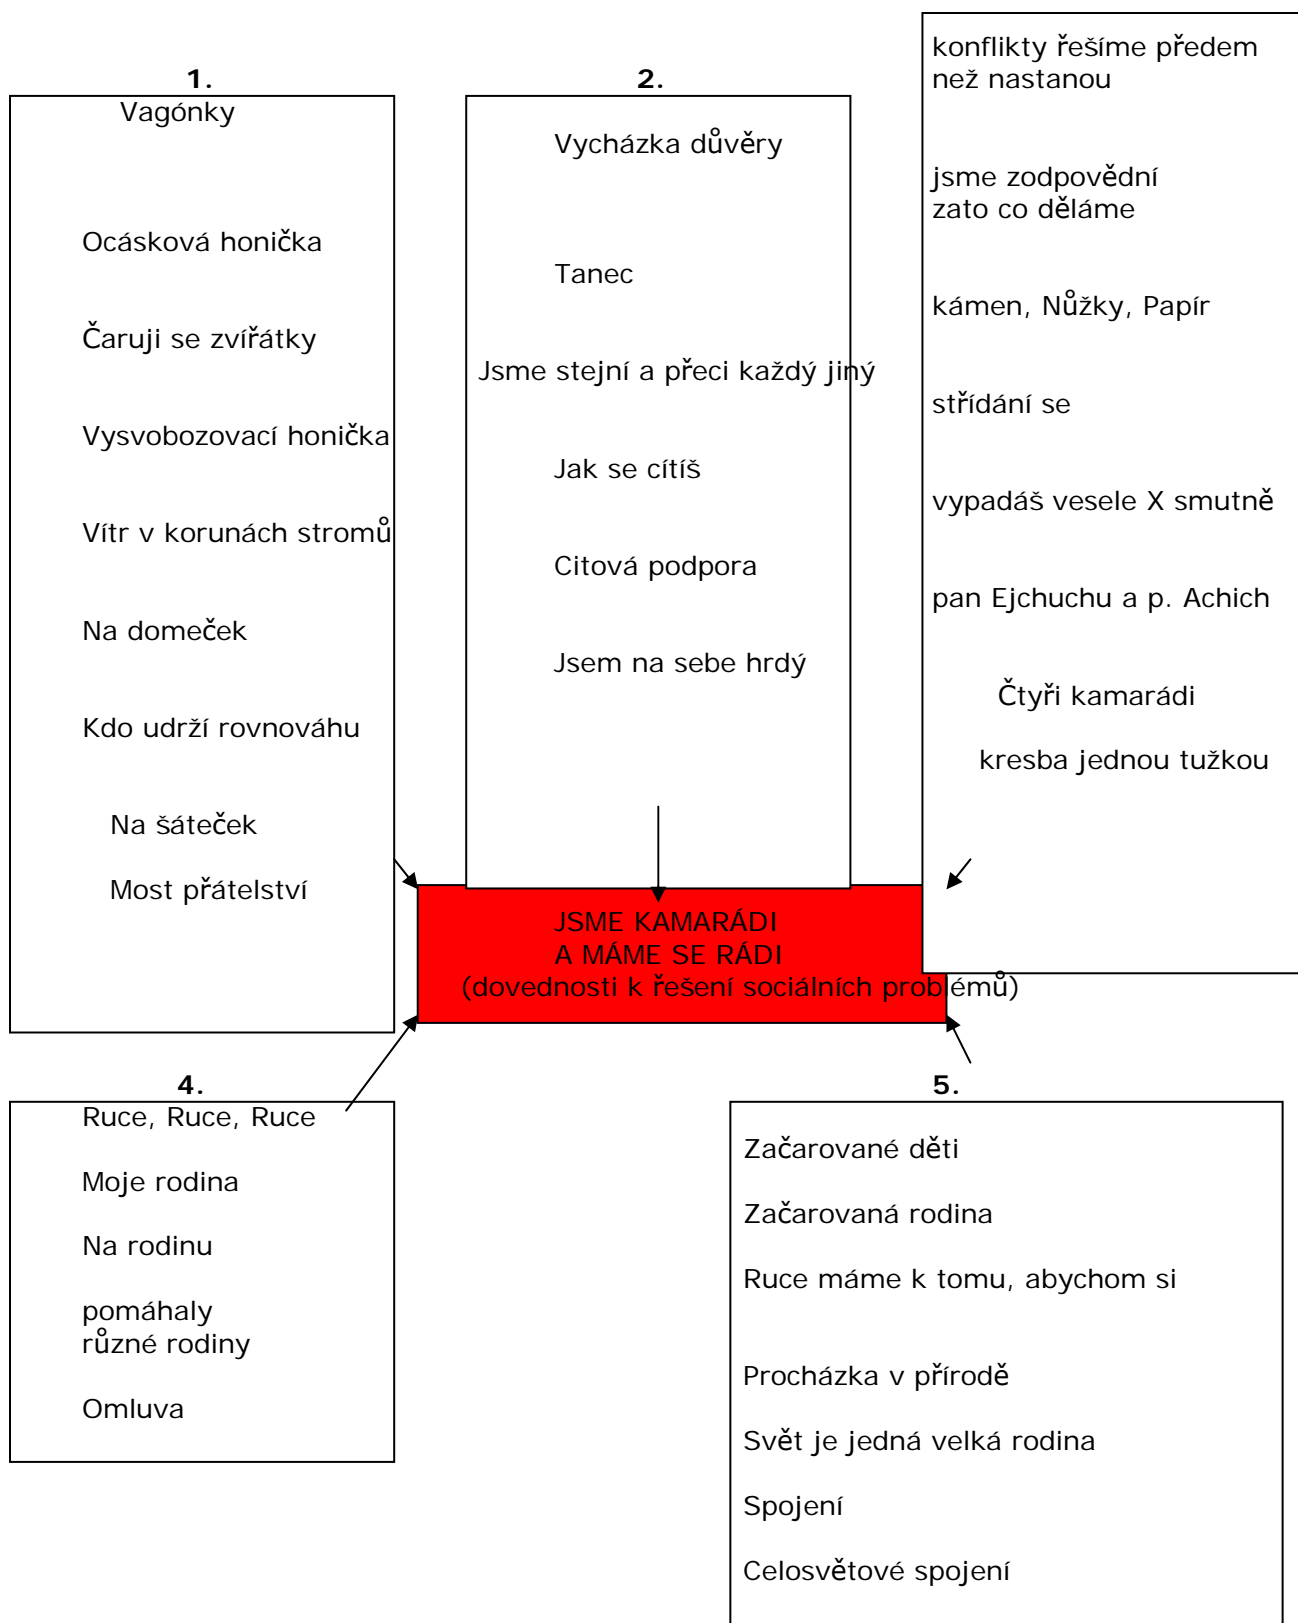 1.
Vagónky
Ocásková honička
Čaruji se zvířátky
Vysvobozovací honička
Vítr v korunách stromů
Na domeček
Kdo udrží rovnováhu
Na šáteček
Most přátelství
2.
Vycházka důvěry
Tanec
Jsme stejní a přeci každý jiný
Jak se cítíš
Citová podpora
Jsem na sebe hrdý
konflikty řešíme předem
než nastanou
jsme zodpovědní
zato co děláme
kámen, Nůžky, Papír
střídání se
vypadáš vesele X smutně
pan Ejchuchu a p. Achich
Čtyři kamarádi
kresba jednou tužkou
JSME KAMARÁDI
A MÁME SE RÁDI
(dovednosti k řešení sociálních problémů)
4.
Ruce, Ruce, Ruce
Moje rodina
Na rodinu
pomáhaly
různé rodiny
Omluva
5.
Začarované děti
Začarovaná rodina
Ruce máme k tomu, abychom si
Procházka v přírodě
Svět je jedná velká rodina
Spojení
Celosvětové spojení